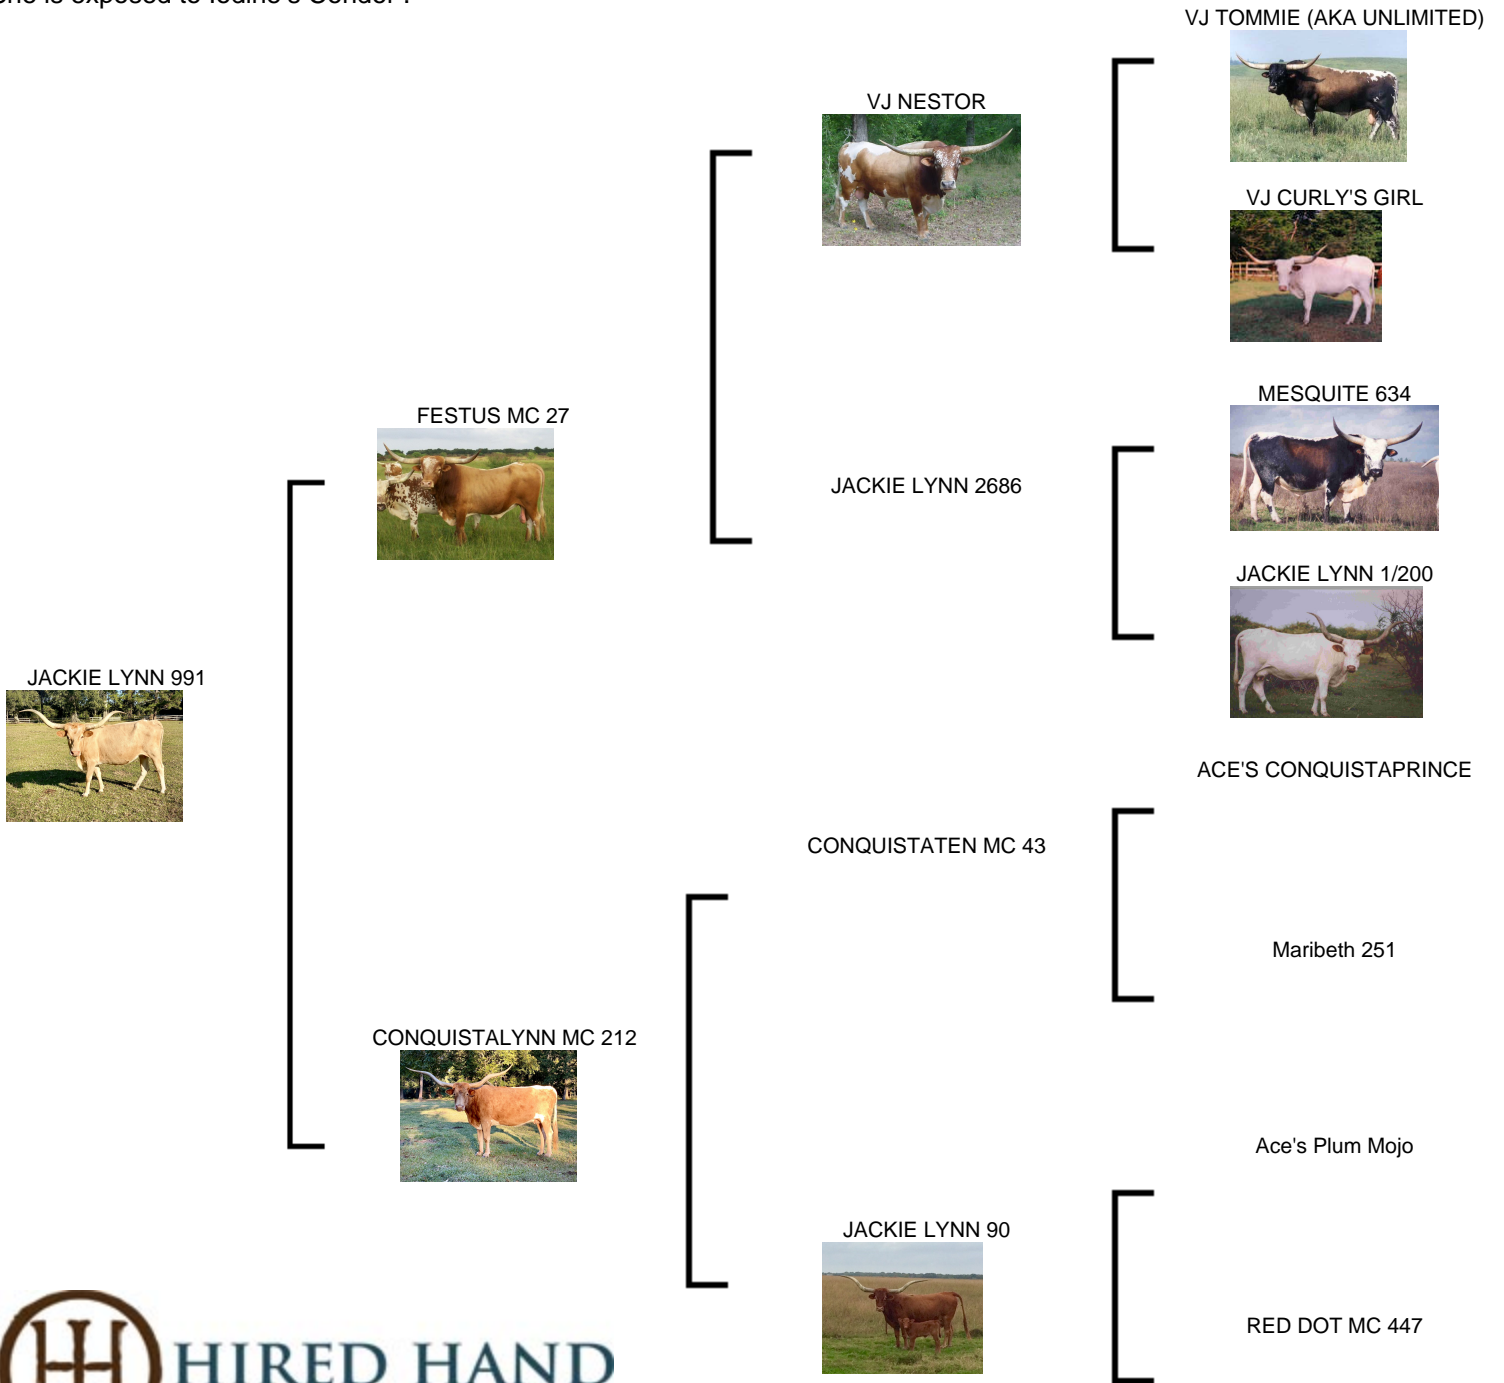 VJ TOMMIE (AKA UNLIMITED)
VJ NESTOR
VJ CURLY'S GIRL
MESQUITE 634
FESTUS MC 27
JACKIE LYNN 2686
JACKIE LYNN 1/200
JACKIE LYNN 991
ACE'S CONQUISTAPRINCE
CONQUISTATEN MC 43
Maribeth 251
CONQUISTALYNN MC 212
Ace's Plum Mojo
JACKIE LYNN 90
RED DOT MC 447
HIRED HAND